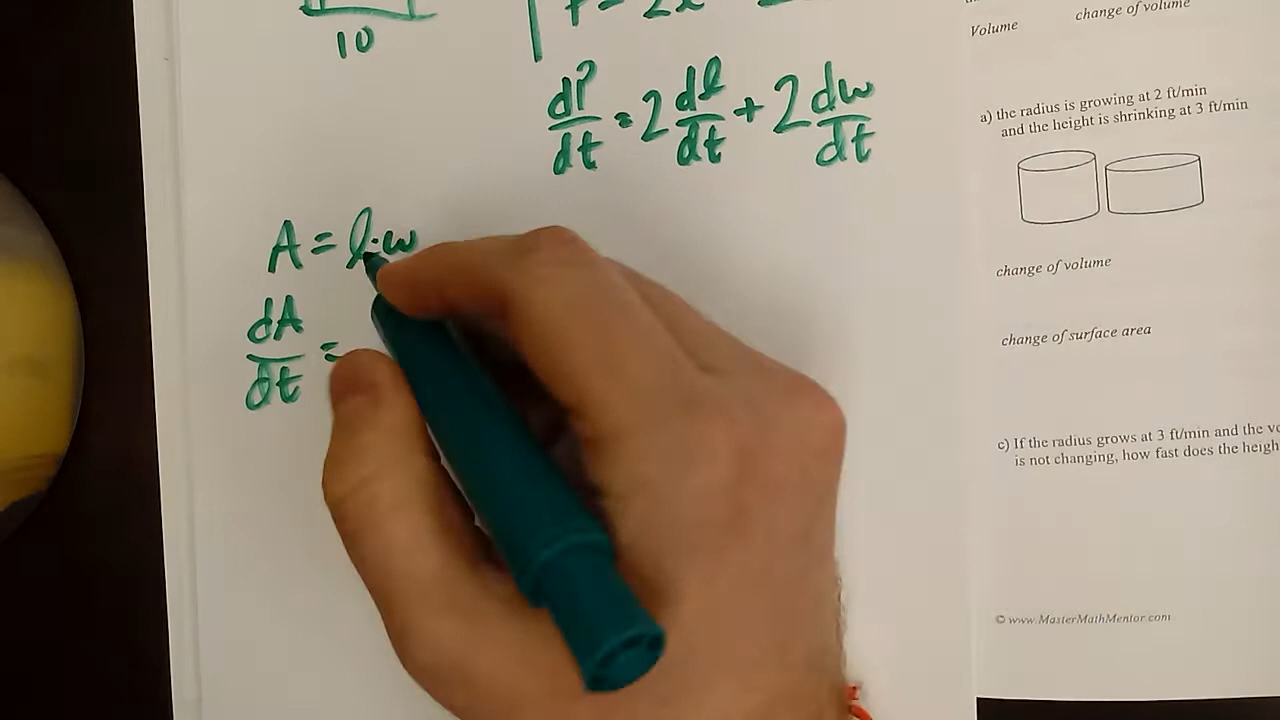 10
dP/dt = 2 dl/dt + 2 dw/dt
A = l·w
dA/dt =
Volume
change of volume
a) the radius is growing at 2 ft/min
and the height is shrinking at 3 ft/min
change of volume
change of surface area
c) If the radius grows at 3 ft/min and the
is not changing, how fast does the
© www.MasterMathMentor.com